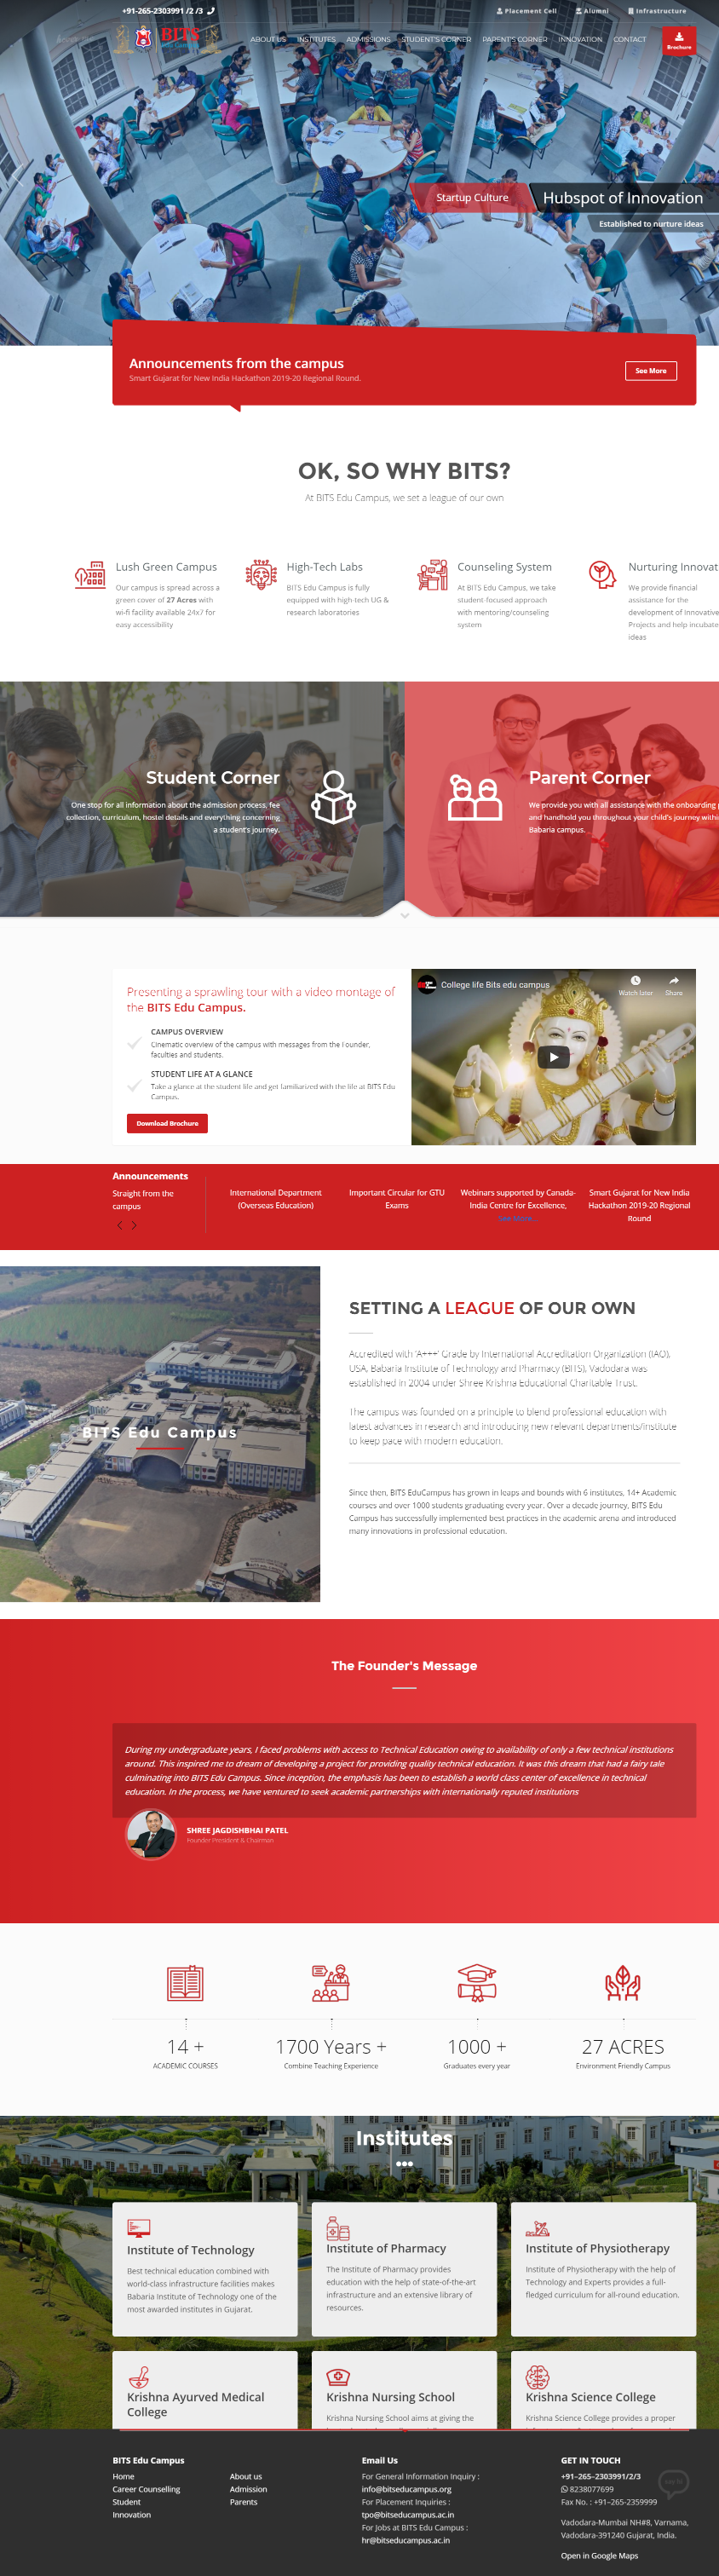 +91-265-2303991 /2 /3
Placement Cell
Alumni
Infrastructure
BITS
Edu Campus
ABOUT US
INSTITUTES
ADMISSIONS
STUDENT'S CORNER
PARENT'S CORNER
INNOVATION
CONTACT
Brochure
Startup Culture
Hubspot of Innovation
Established to nurture ideas
Announcements from the campus
Smart Gujarat for New India Hackathon 2019-20 Regional Round.
See More
OK, SO WHY BITS?
At BITS Edu Campus, we set a league of our own
Lush Green Campus
Our campus is spread across a
green cover of 27 Acres with
wi-fi facility available 24x7 for
easy accessibility
High-Tech Labs
BITS Edu Campus is fully
equipped with high-tech UG &
research laboratories
Counseling System
At BITS Edu Campus, we take
student-focused approach
with mentoring/counseling
system
Nurturing Innovat
We provide financial
assistance for the
development of Innovative
Projects and help incubate
ideas
Student Corner
One stop for all information about the admission process, fee
collection, curriculum, hostel details and everything concerning
a student's journey.
Parent Corner
We provide you with all assistance with the onboarding
and handhold you throughout your child's journey withi
Babaria campus.
Presenting a sprawling tour with a video montage of
the BITS Edu Campus.
CAMPUS OVERVIEW
Cinematic overview of the campus with messages from the Founder,
faculties and students.
STUDENT LIFE AT A GLANCE
Take a glance at the student life and get familiarized with the life at BITS Edu
Campus.
Download Brochure
College life Bits edu campus
Watch later
Share
Announcements
Straight from the
campus
International Department
(Overseas Education)
Important Circular for GTU
Exams
Webinars supported by Canada-
India Centre for Excellence,
See More...
Smart Gujarat for New India
Hackathon 2019-20 Regional
Round
BITS Edu Campus
SETTING A LEAGUE OF OUR OWN
Accredited with 'A+++' Grade by International Accreditation Organization (IAO),
USA, Babaria Institute of Technology and Pharmacy (BITS), Vadodara was
established in 2004 under Shree Krishna Educational Charitable Trust.
The campus was founded on a principle to blend professional education with
latest advances in research and introducing new relevant departments/institute
to keep pace with modern education.
Since then, BITS EduCampus has grown in leaps and bounds with 6 institutes, 14+ Academic
courses and over 1000 students graduating every year. Over a decade journey, BITS Edu
Campus has successfully implemented best practices in the academic arena and introduced
many innovations in professional education.
The Founder's Message
During my undergraduate years, I faced problems with access to Technical Education owing to availability of only a few technical institutions
around. This inspired me to dream of developing a project for providing quality technical education. It was this dream that had a fairy tale
culminating into BITS Edu Campus. Since inception, the emphasis has been to establish a world class center of excellence in technical
education. In the process, we have ventured to seek academic partnerships with internationally reputed institutions
SHREE JAGDISHBHAI PATEL
Founder President & Chairman
14 +
ACADEMIC COURSES
1700 Years +
Combine Teaching Experience
1000 +
Graduates every year
27 ACRES
Environment Friendly Campus
Institutes
Institute of Technology
Best technical education combined with
world-class infrastructure facilities makes
Babaria Institute of Technology one of the
most awarded institutes in Gujarat.
Institute of Pharmacy
The Institute of Pharmacy provides
education with the help of state-of-the-art
infrastructure and an extensive library of
resources.
Institute of Physiotherapy
Institute of Physiotherapy with the help of
Technology and Experts provides a full-
fledged curriculum for all-round education.
Krishna Ayurved Medical
College
Krishna Nursing School
Krishna Nursing School aims at giving the
Krishna Science College
Krishna Science College provides a proper
BITS Edu Campus
Home
Career Counselling
Student
Innovation
About us
Admission
Parents
Email Us
For General Information Inquiry :
info@bitseducampus.org
For Placement Inquiries :
tpo@bitseducampus.ac.in
For Jobs at BITS Edu Campus :
hr@bitseducampus.ac.in
GET IN TOUCH
+91-265-2303991/2/3
8238077699
Fax No. : +91-265-2359999
Vadodara-Mumbai NH#8, Varnama,
Vadodara-391240 Gujarat, India.
Open in Google Maps
say hi